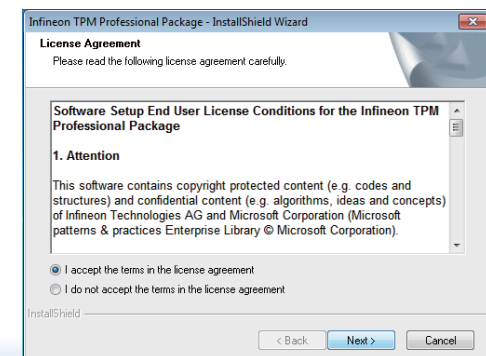 Infineon TPM Professional Package - InstallShield Wizard
License Agreement
Please read the following license agreement carefully.
Software Setup End User License Conditions for the Infineon TPM
Professional Package
1. Attention
This software contains copyright protected content (e.g. codes and
structures) and confidential content (e.g. algorithms, ideas and concepts)
of Infineon Technologies AG and Microsoft Corporation (Microsoft
patterns & practices Enterprise Library © Microsoft Corporation).
I accept the terms in the license agreement
I do not accept the terms in the license agreement
InstallShield
< Back Next > Cancel